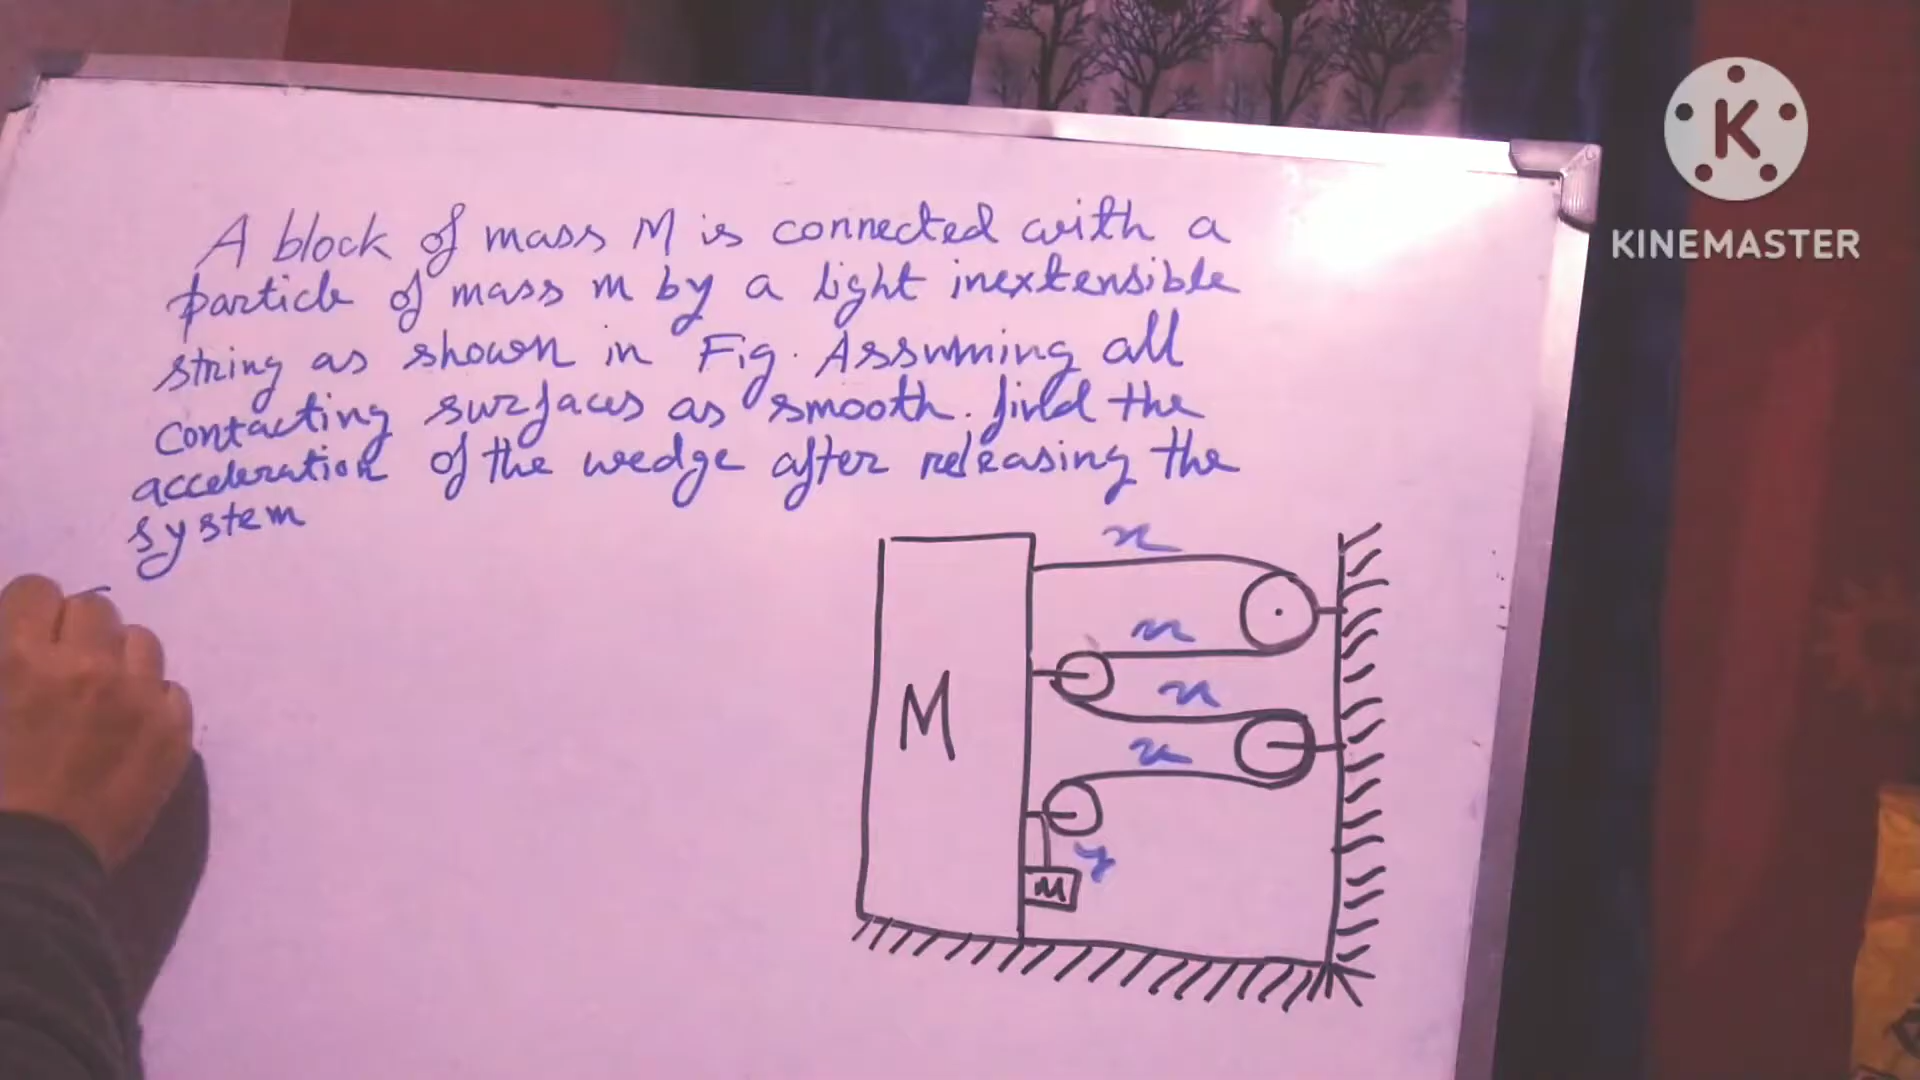 A block of mass M is connected with a
particle of mass m by a light inextensible
string as shown in Fig. Assuming all
contacting surfaces as smooth. find the
acceleration of the wedge after releasing the
system
K
KINEMASTER
x
x
x
x
M
y
M